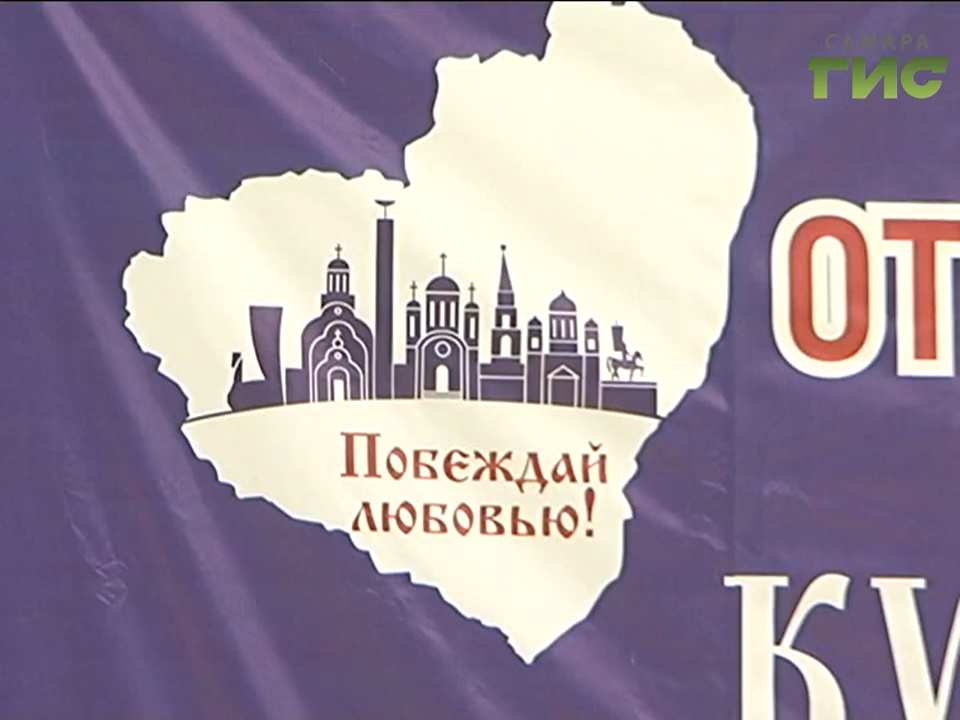 САМАРА
ГИС
ОТ
Побеждай
любовью!
КУ